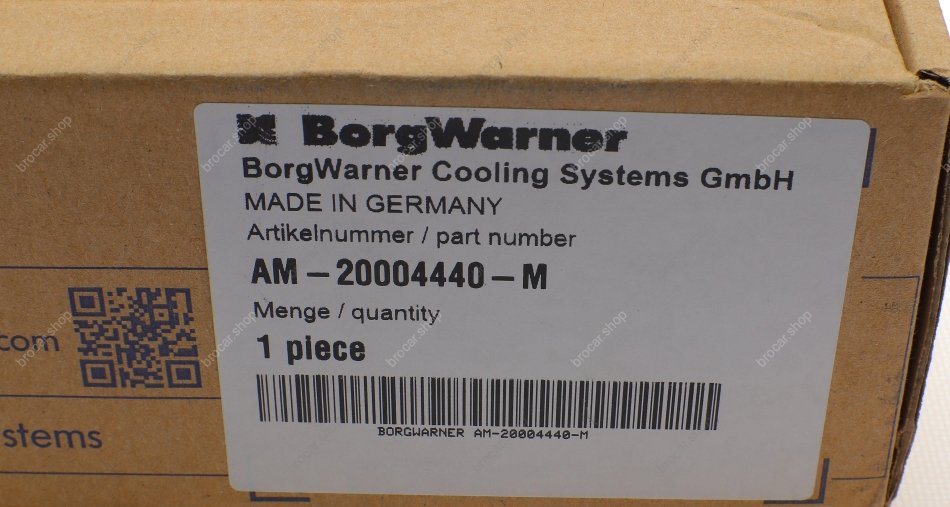 BorgWarner
BorgWarner Cooling Systems GmbH
MADE IN GERMANY
Artikelnummer / part number
AM – 20004440 – M
Menge / quantity
1 piece
BORGWARNER AM-20004440-M
com
stems
brocar.shop